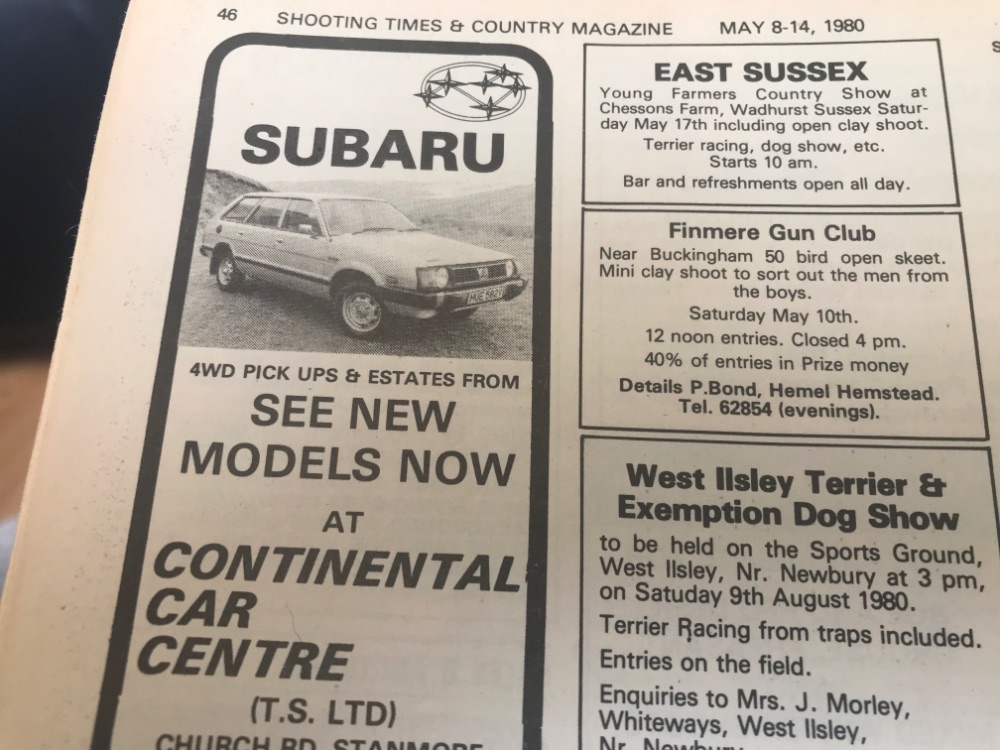 46 SHOOTING TIMES & COUNTRY MAGAZINE MAY 8-14, 1980
SUBARU
4WD PICK UPS & ESTATES FROM
SEE NEW
MODELS NOW
AT
CONTINENTAL
CAR
CENTRE
(T.S. LTD)
CHURCH RD, STANMORE
EAST SUSSEX
Young Farmers Country Show at
Chessons Farm, Wadhurst Sussex Satur-
day May 17th including open clay shoot.
Terrier racing, dog show, etc.
Starts 10 am.
Bar and refreshments open all day.
Finmere Gun Club
Near Buckingham 50 bird open skeet.
Mini clay shoot to sort out the men from
the boys.
Saturday May 10th.
12 noon entries. Closed 4 pm.
40% of entries in Prize money
Details P.Bond, Hemel Hemstead.
Tel. 62854 (evenings).
West Ilsley Terrier &
Exemption Dog Show
to be held on the Sports Ground,
West Ilsley, Nr. Newbury at 3 pm,
on Satuday 9th August 1980.
Terrier Racing from traps included.
Entries on the field.
Enquiries to Mrs. J. Morley,
Whiteways, West Ilsley,
Nr. Newbury